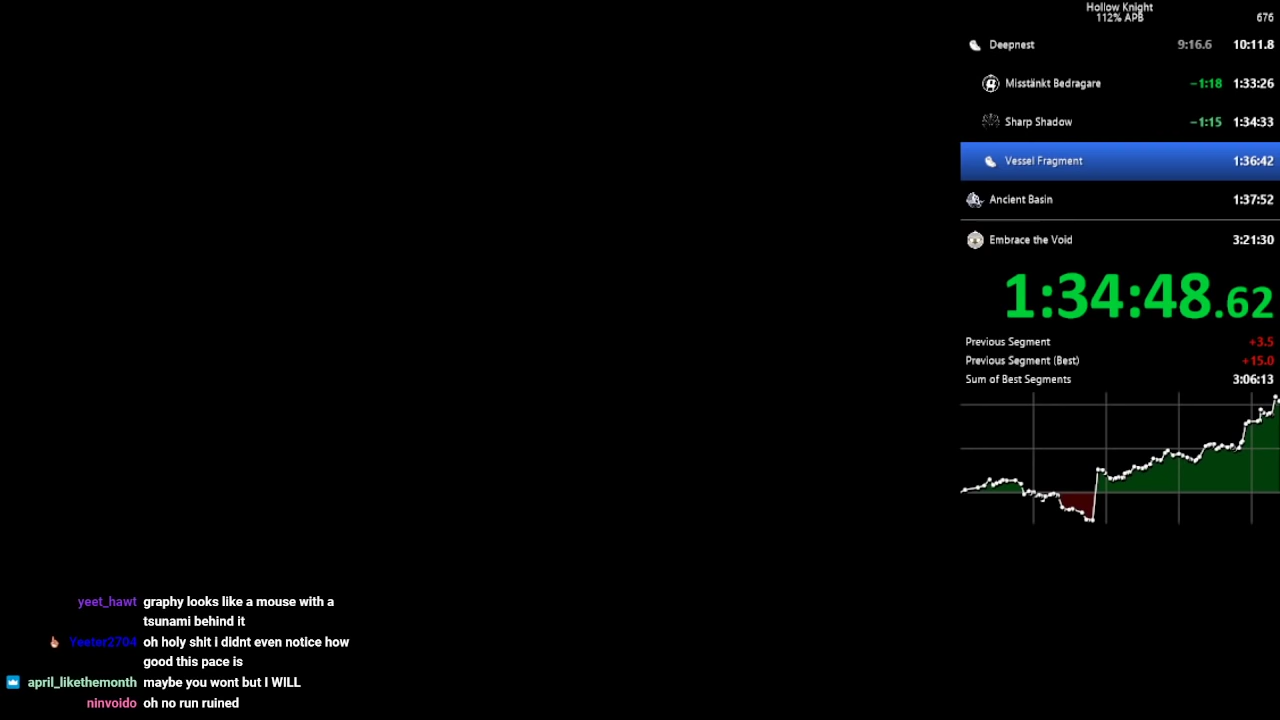 Hollow Knight
112% APB
676
Deepnest 9:16.6 10:11.8
Misstänkt Bedragare −1:18 1:33:26
Sharp Shadow −1:15 1:34:33
Vessel Fragment 1:36:42
Ancient Basin 1:37:52
Embrace the Void 3:21:30
1:34:48.62
Previous Segment +3.5
Previous Segment (Best) +15.0
Sum of Best Segments 3:06:13
yeet_hawt graphy looks like a mouse with a
tsunami behind it
Yeeter2704 oh holy shit i didnt even notice how
good this pace is
april_likethemonth maybe you wont but I WILL
ninvoido oh no run ruined